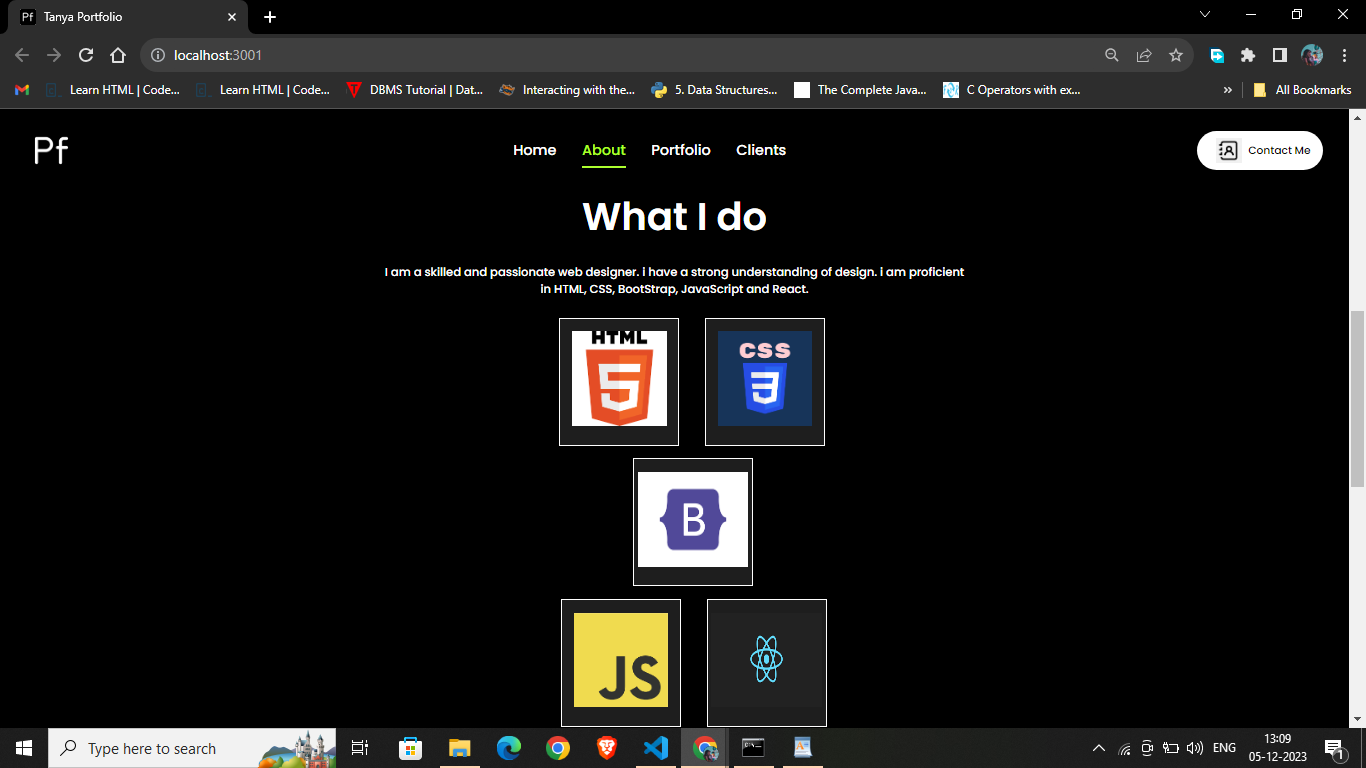 Pf Tanya Portfolio
localhost:3001
Learn HTML | Code... Learn HTML | Code... DBMS Tutorial | Dat... Interacting with the... 5. Data Structures... The Complete Java... C Operators with ex... » All Bookmarks
Pf Home About Portfolio Clients Contact Me
What I do
I am a skilled and passionate web designer. i have a strong understanding of design. i am proficient
in HTML, CSS, BootStrap, JavaScript and React.
HTML
5
CSS
3
B
JS
Type here to search
ENG
13:09
05-12-2023
1